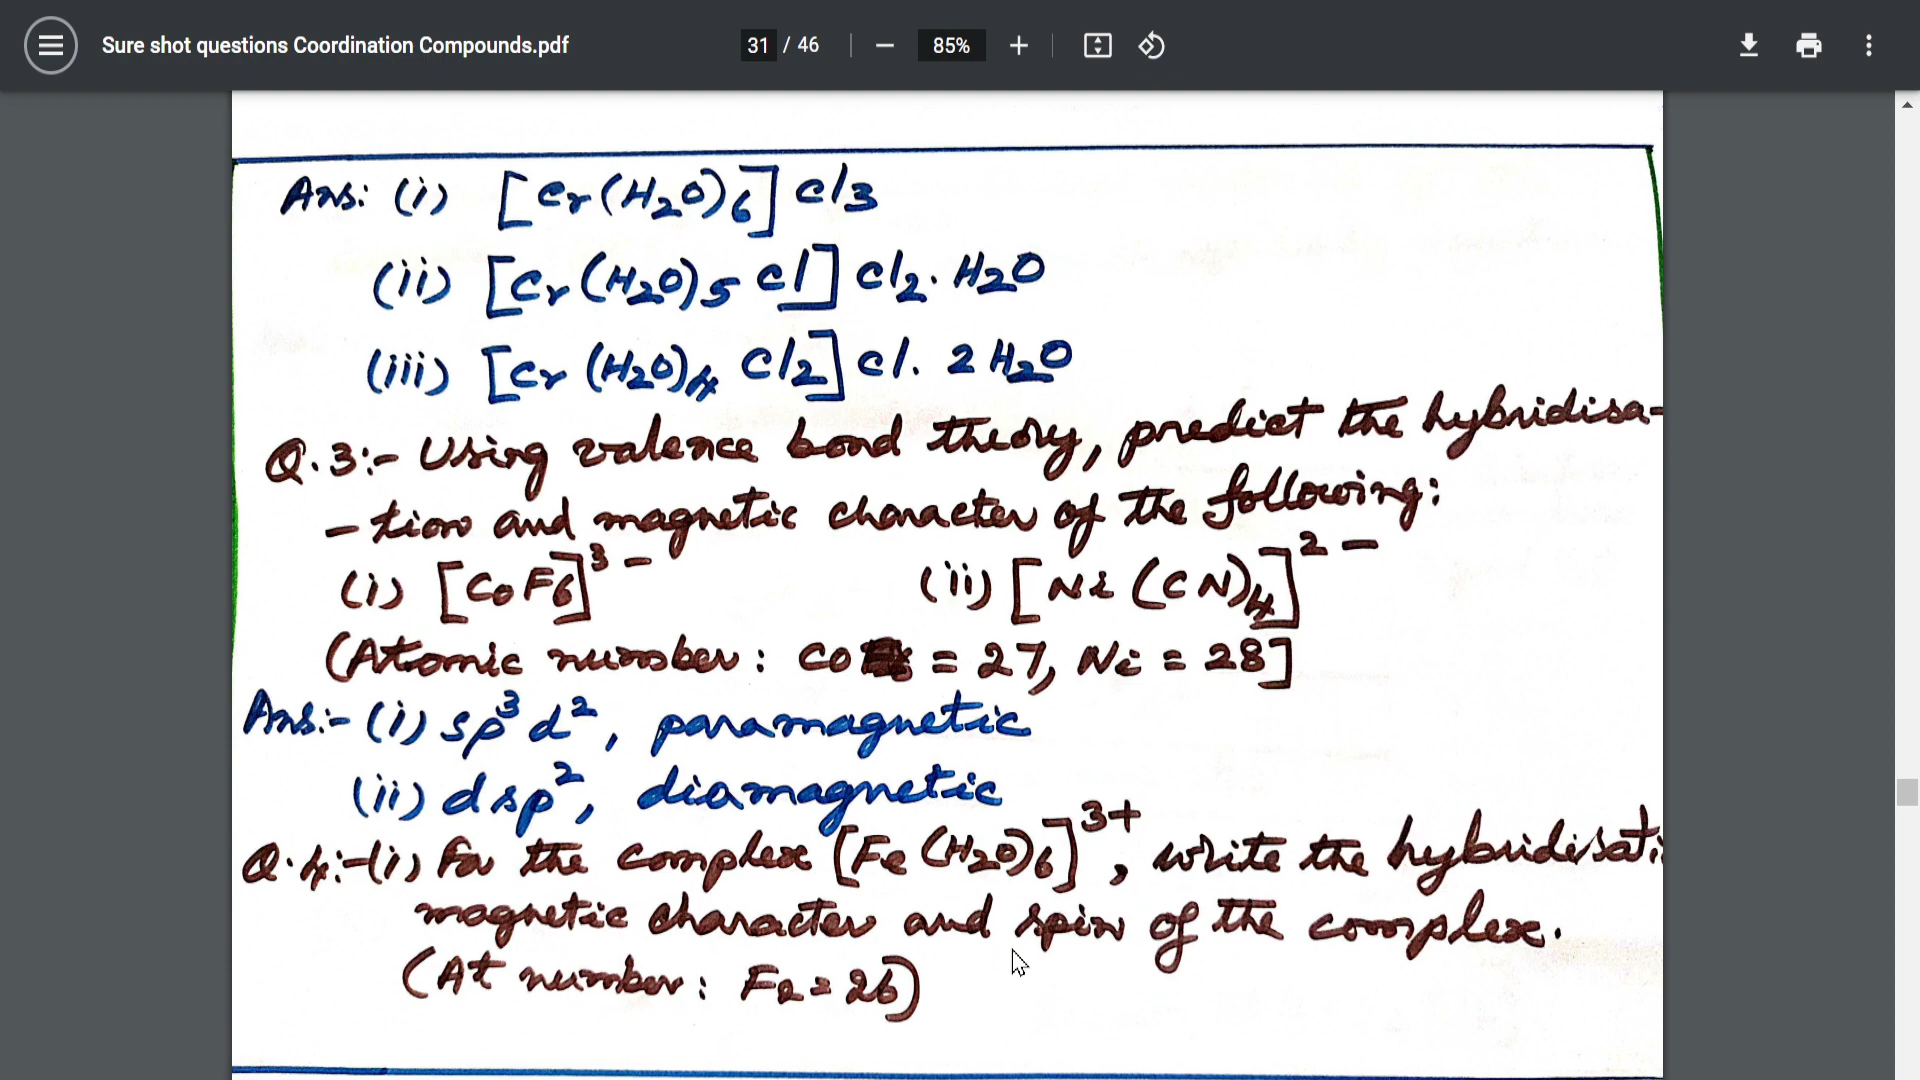 Sure shot questions Coordination Compounds.pdf
31 / 46
85%
Ans: (i) [Cr(H2O)6]Cl3
(ii) [Cr(H2O)5 Cl]Cl2·H2O
(iii) [Cr(H2O)4 Cl2]Cl. 2H2O
Q.3:- Using valence bond theory, predict the hybridisa-
-tion and magnetic character of the following:
(i) [CoF6]3- (ii) [Ni(CN)4]2-
(Atomic number: Co = 27, Ni = 28]
Ans:- (i) sp3d2, paramagnetic
(ii) dsp2, diamagnetic
Q.4:-(i) For the complex [Fe(H2O)6]3+, write the hybridisati
magnetic character and spin of the complex.
(At number: Fe = 26)